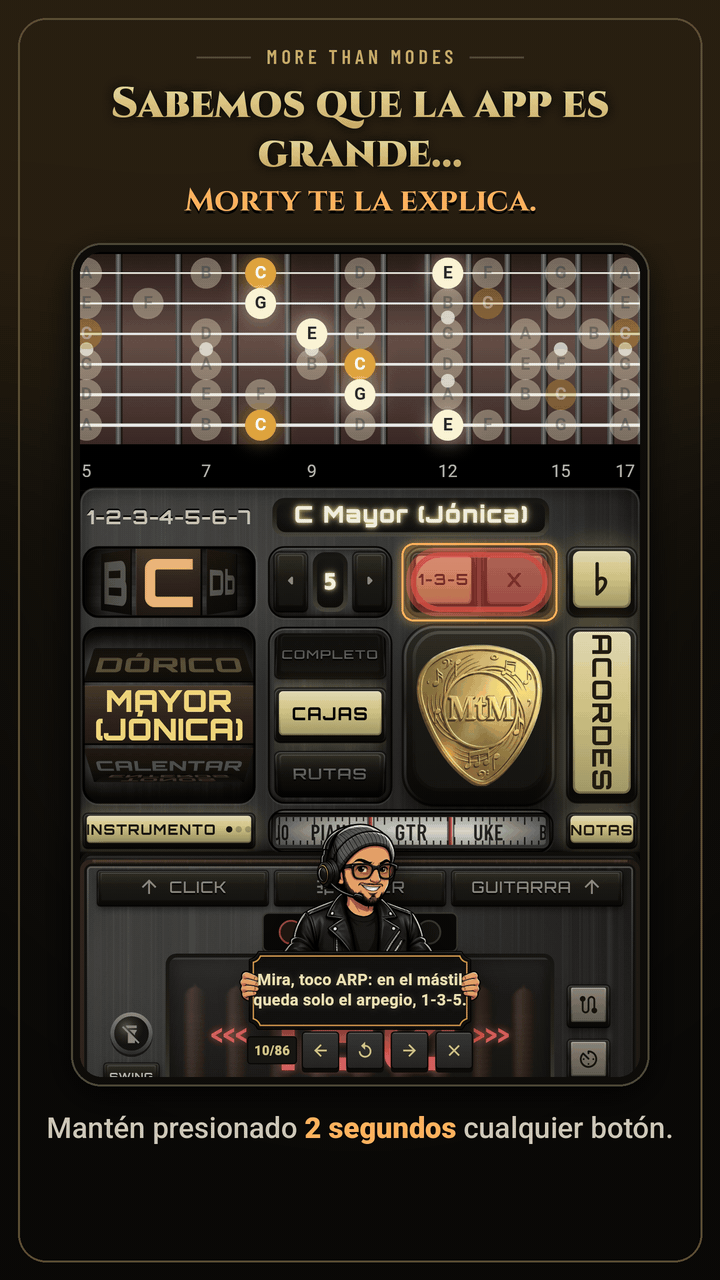 MORE THAN MODES
SABEMOS QUE LA APP ES
GRANDE...
MORTY TE LA EXPLICA.
A B C D E F G A
E F G A B C D E
C D E F G A B C
G A B C D E F G
D E F G A B C D
A B C D E F G A
5 7 9 12 15 17
1-2-3-4-5-6-7 C Mayor (Jónica)
B C Db 5 1-3-5 X ♭
DÓRICO
MAYOR
(JÓNICA)
CALENTAR
COMPLETO
CAJAS
RUTAS
MtM
ACORDES
INSTRUMENTO GTR UKE B NOTAS
↑ CLICK GUITARRA ↑
Mira, toco ARP: en el mástil
queda solo el arpegio, 1-3-5.
<<< >>>
10/86 ← → ✕
SWING
Mantén presionado 2 segundos cualquier botón.